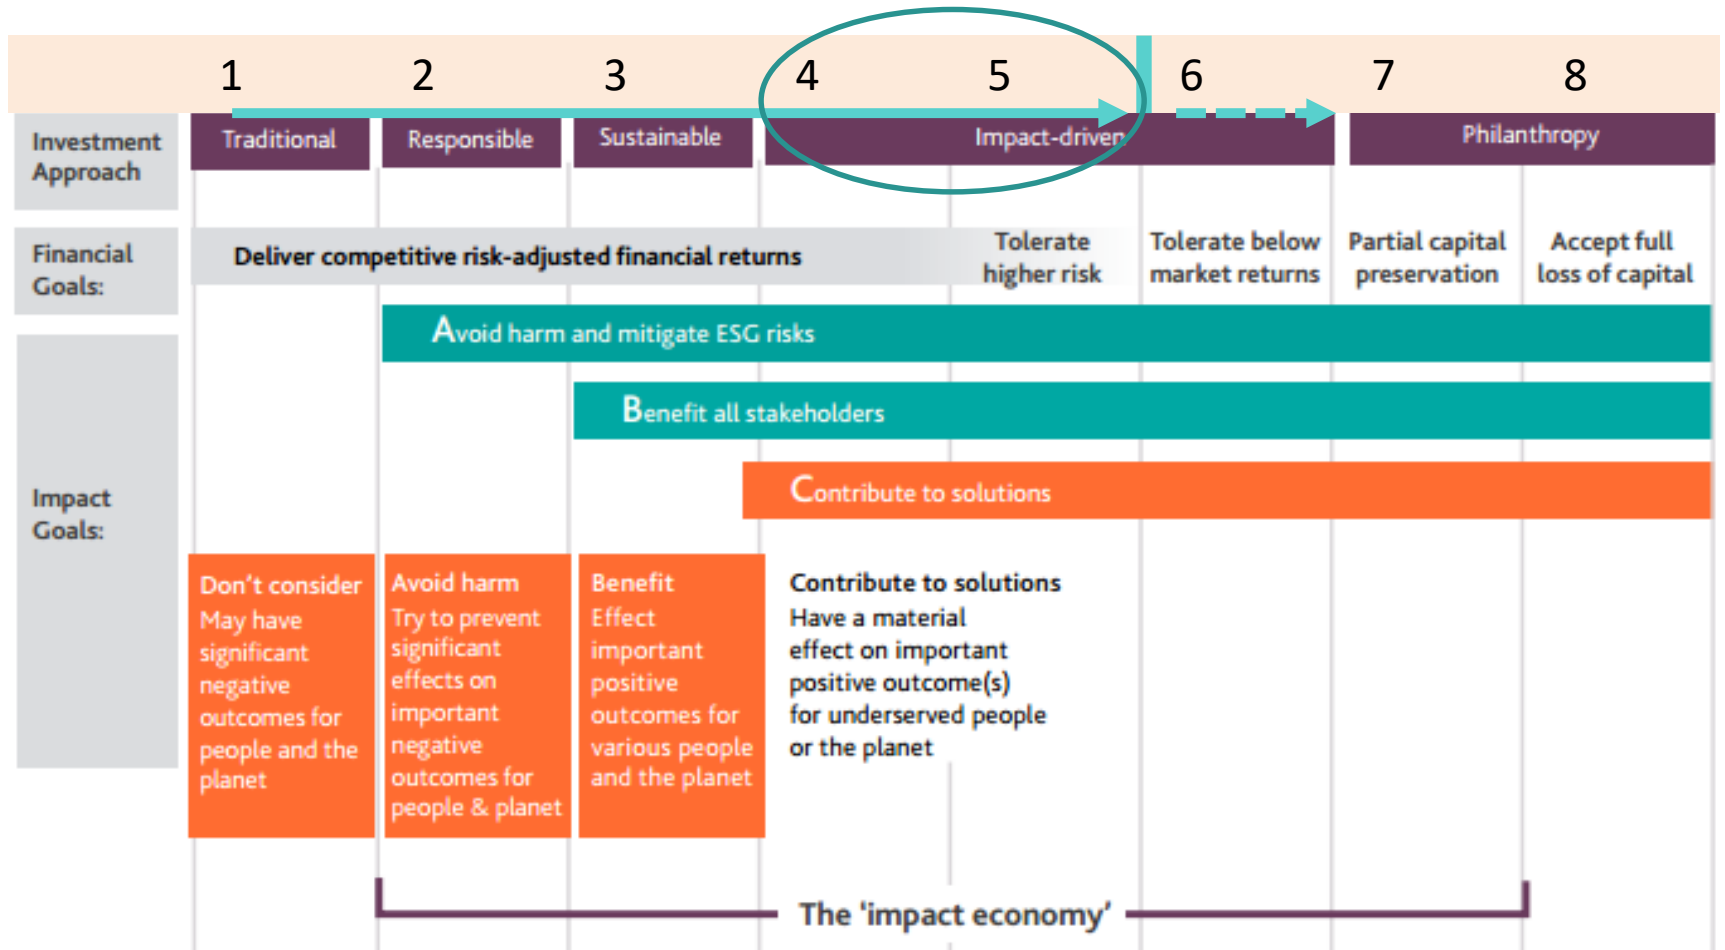 1 2 3 4 5 6 7 8
Investment
Approach
Traditional
Responsible
Sustainable
Impact-driven
Philanthropy
Financial
Goals:
Deliver competitive risk-adjusted financial returns
Tolerate
higher risk
Tolerate below
market returns
Partial capital
preservation
Accept full
loss of capital
Impact
Goals:
Avoid harm and mitigate ESG risks
Benefit all stakeholders
Contribute to solutions
Don't consider
May have
significant
negative
outcomes for
people and the
planet
Avoid harm
Try to prevent
significant
effects on
important
negative
outcomes for
people & planet
Benefit
Effect
important
positive
outcomes for
various people
and the planet
Contribute to solutions
Have a material
effect on important
positive outcome(s)
for underserved people
or the planet
The 'impact economy'